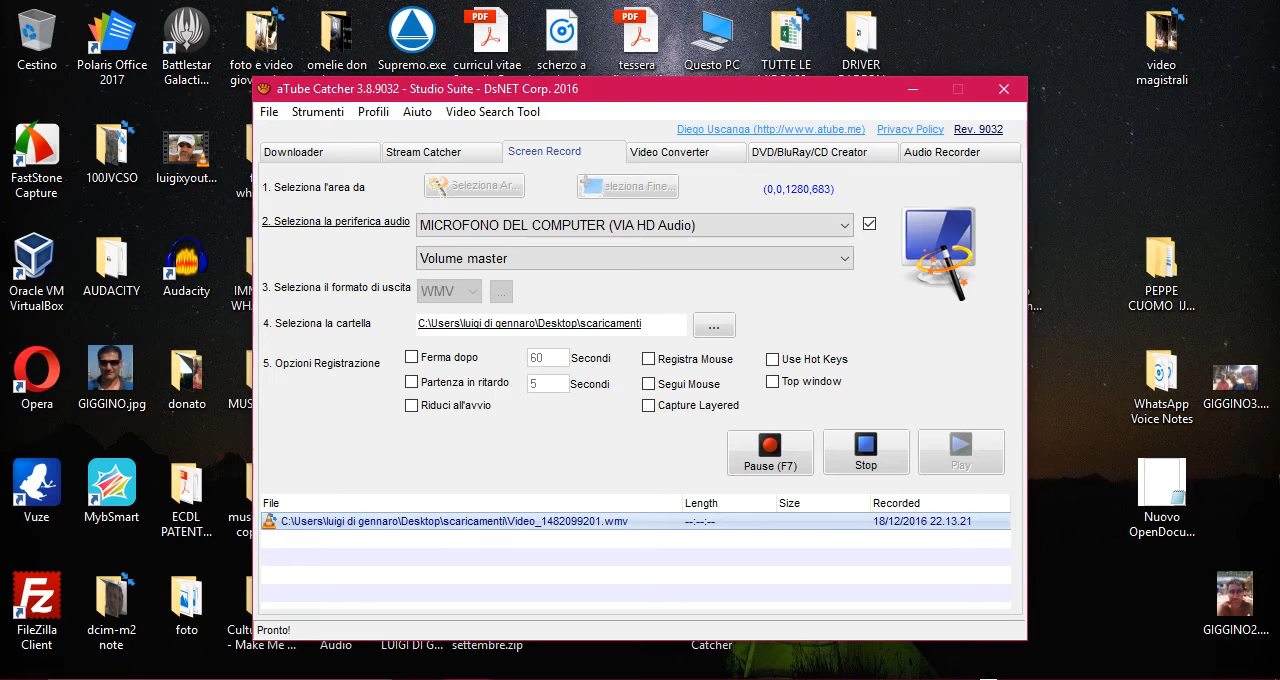 Cestino
Polaris Office
2017
Battlestar
Galacti...
foto e video
omelie don
Supremo.exe
PDF
curricul vitae
scherzo a
PDF
tessera
Questo PC
TUTTE LE
DRIVER
video
magistrali
aTube Catcher 3.8.9032 - Studio Suite - DsNET Corp. 2016
File Strumenti Profili Aiuto Video Search Tool
Diego Uscanga (http://www.atube.me) Privacy Policy Rev. 9032
Downloader Stream Catcher Screen Record Video Converter DVD/BluRay/CD Creator Audio Recorder
1. Seleziona l'area da Seleziona Ar... eleziona Fine... (0,0,1280,683)
2. Seleziona la periferica audio MICROFONO DEL COMPUTER (VIA HD Audio)
Volume master
3. Seleziona il formato di uscita WMV ...
4. Seleziona la cartella C:\Users\luigi di gennaro\Desktop\scaricamenti ...
5. Opzioni Registrazione
Ferma dopo 60 Secondi Registra Mouse Use Hot Keys
Partenza in ritardo 5 Secondi Segui Mouse Top window
Riduci all'avvio Capture Layered
Pause (F7) Stop Play
File Length Size Recorded
C:\Users\luigi di gennaro\Desktop\scaricamenti\Video_1482099201.wmv --:--:-- 18/12/2016 22.13.21
Pronto!
FastStone
Capture
100JVCSO
luigixyout...
Oracle VM
VirtualBox
AUDACITY
Audacity
PEPPE
CUOMO IJ...
Opera
GIGGINO.jpg
donato
MUS
WhatsApp
Voice Notes
GIGGINO3....
Vuze
MybSmart
ECDL
PATENT...
mus
Nuovo
OpenDocu...
FileZilla
Client
dcim-m2
note
foto
Cultu
- Make Me ...
Audio
LUIGI DI G...
settembre.zip
Catcher
GIGGINO2....